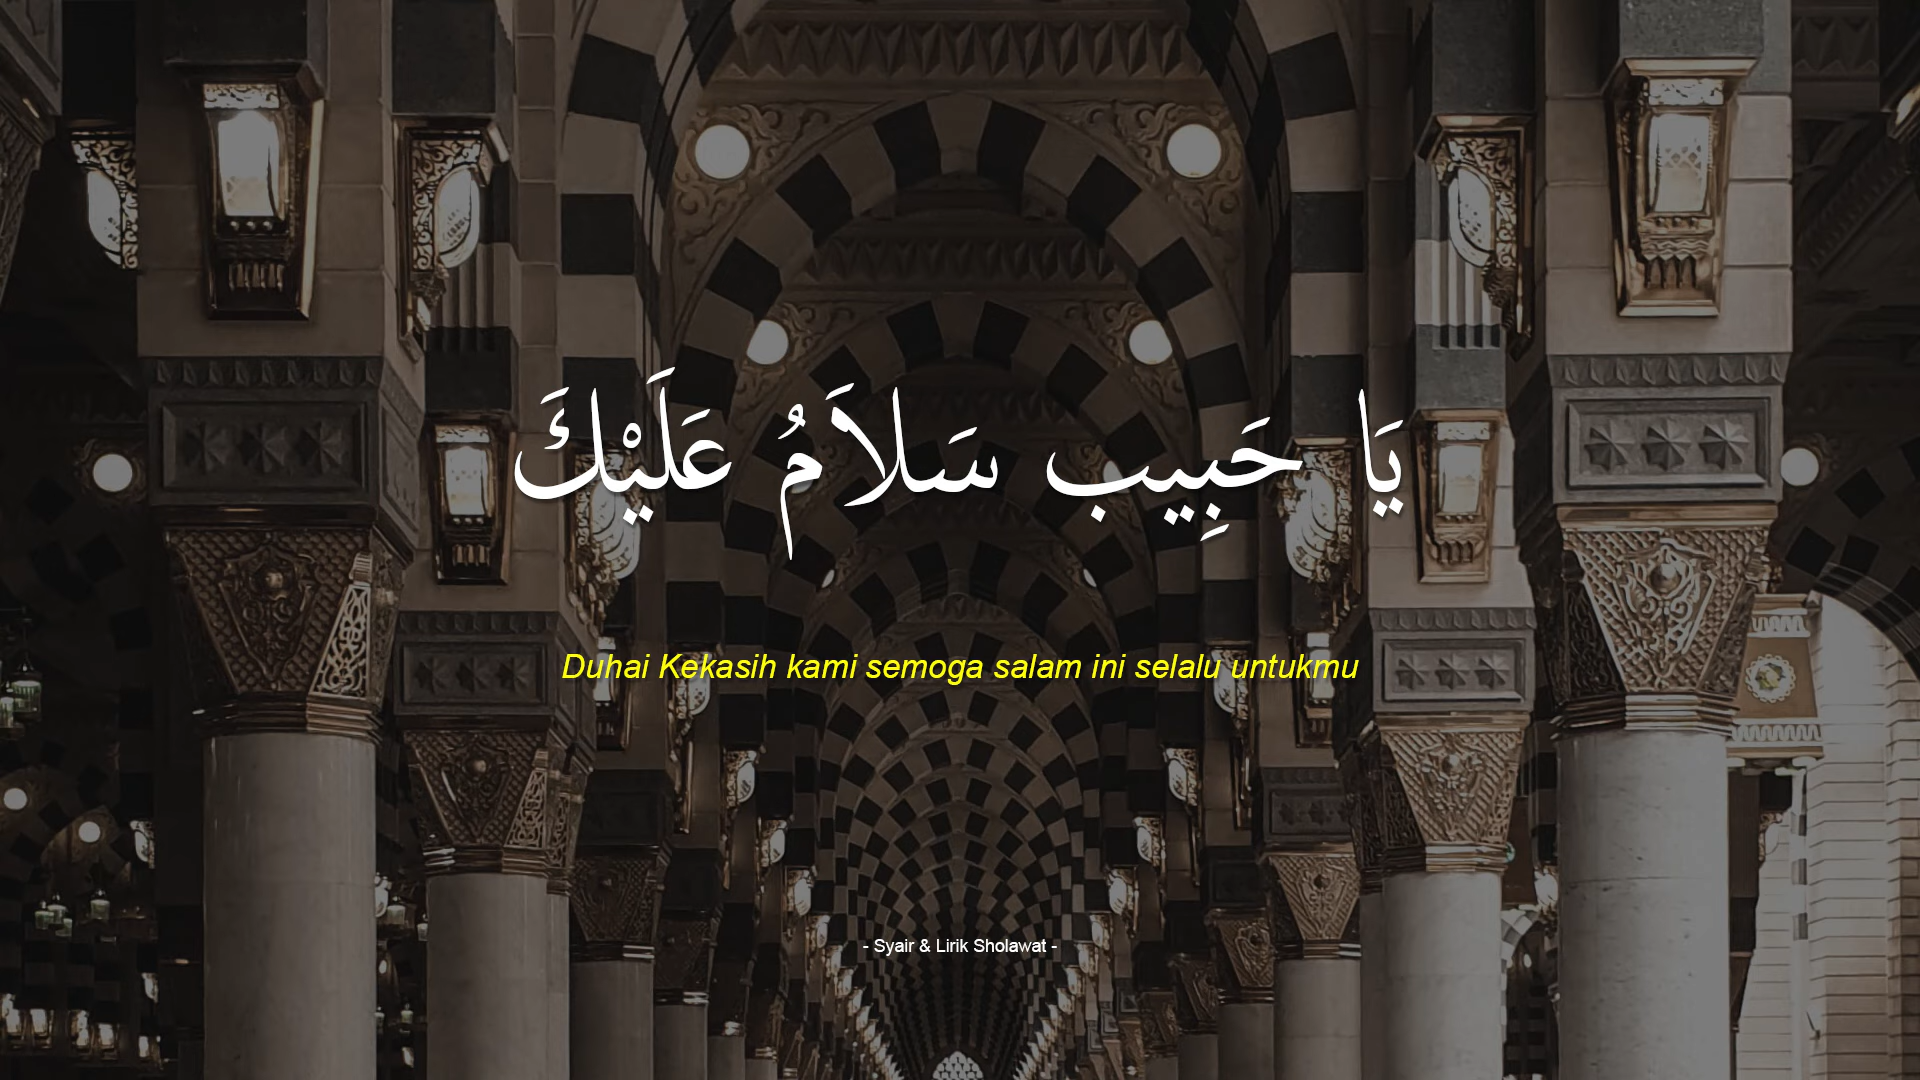 يَا حَبِيب سَلاَمُ عَلَيْكَ
Duhai Kekasih kami semoga salam ini selalu untukmu
- Syair & Lirik Sholawat -